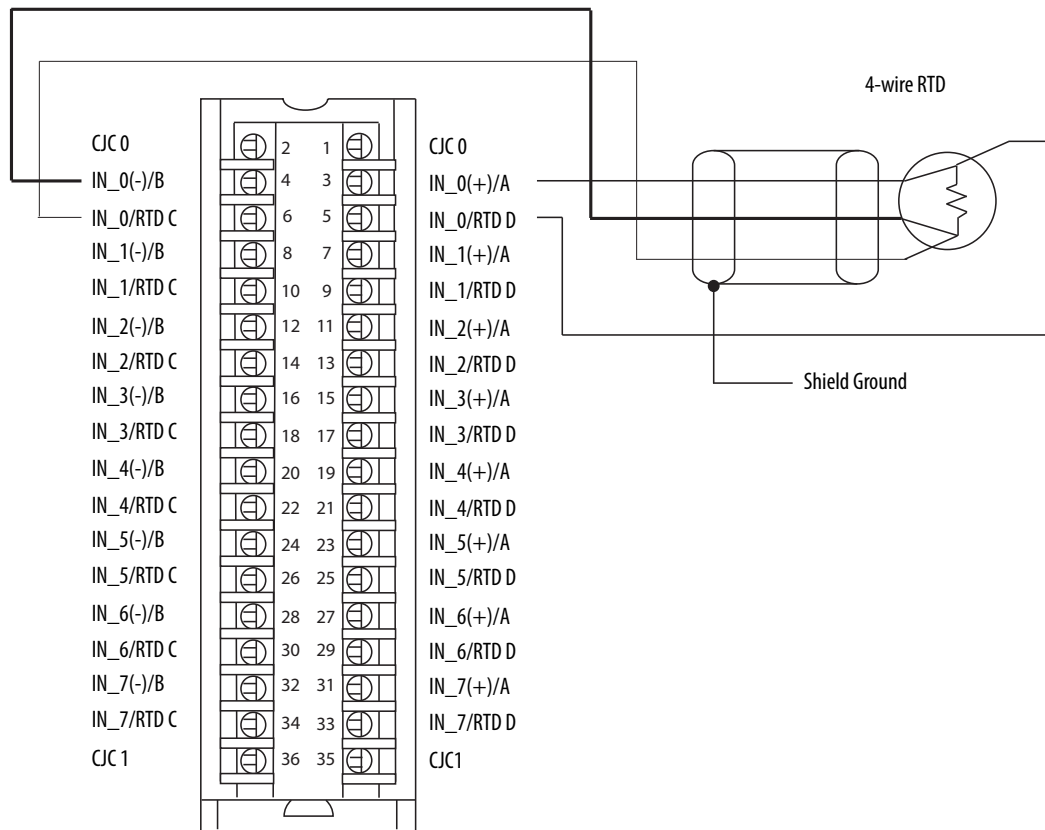 4-wire RTD
CJC 0 2 1 CJC 0
IN_0(-)/B 4 3 IN_0(+)/A
IN_0/RTD C 6 5 IN_0/RTD D
IN_1(-)/B 8 7 IN_1(+)/A
IN_1/RTD C 10 9 IN_1/RTD D
IN_2(-)/B 12 11 IN_2(+)/A
IN_2/RTD C 14 13 IN_2/RTD D
IN_3(-)/B 16 15 IN_3(+)/A
IN_3/RTD C 18 17 IN_3/RTD D
IN_4(-)/B 20 19 IN_4(+)/A
IN_4/RTD C 22 21 IN_4/RTD D
IN_5(-)/B 24 23 IN_5(+)/A
IN_5/RTD C 26 25 IN_5/RTD D
IN_6(-)/B 28 27 IN_6(+)/A
IN_6/RTD C 30 29 IN_6/RTD D
IN_7(-)/B 32 31 IN_7(+)/A
IN_7/RTD C 34 33 IN_7/RTD D
CJC 1 36 35 CJC1
Shield Ground